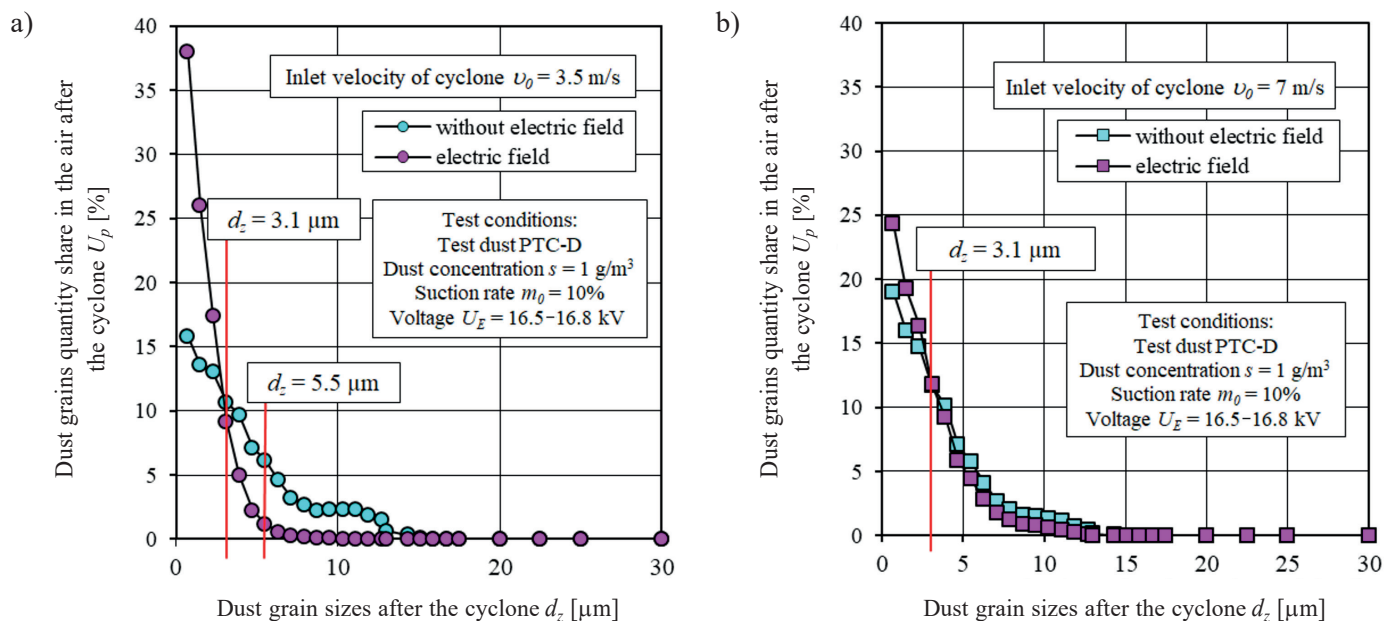 a)
Dust grains quantity share in the air after
the cyclone Uₚ [%]
40
35
30
25
20
15
10
5
0
Inlet velocity of cyclone υ₀ = 3.5 m/s
without electric field
electric field
d_z = 3.1 µm
Test conditions:
Test dust PTC-D
Dust concentration s = 1 g/m³
Suction rate m₀ = 10%
Voltage U_E = 16.5−16.8 kV
d_z = 5.5 µm
0 10 20 30
Dust grain sizes after the cyclone d_z [µm]
b)
Dust grains quantity share in the air after
the cyclone Uₚ [%]
40
35
30
25
20
15
10
5
0
Inlet velocity of cyclone υ₀ = 7 m/s
without electric field
electric field
d_z = 3.1 µm
Test conditions:
Test dust PTC-D
Dust concentration s = 1 g/m³
Suction rate m₀ = 10%
Voltage U_E = 16.5−16.8 kV
0 5 10 15 20 25 30
Dust grain sizes after the cyclone d_z [µm]